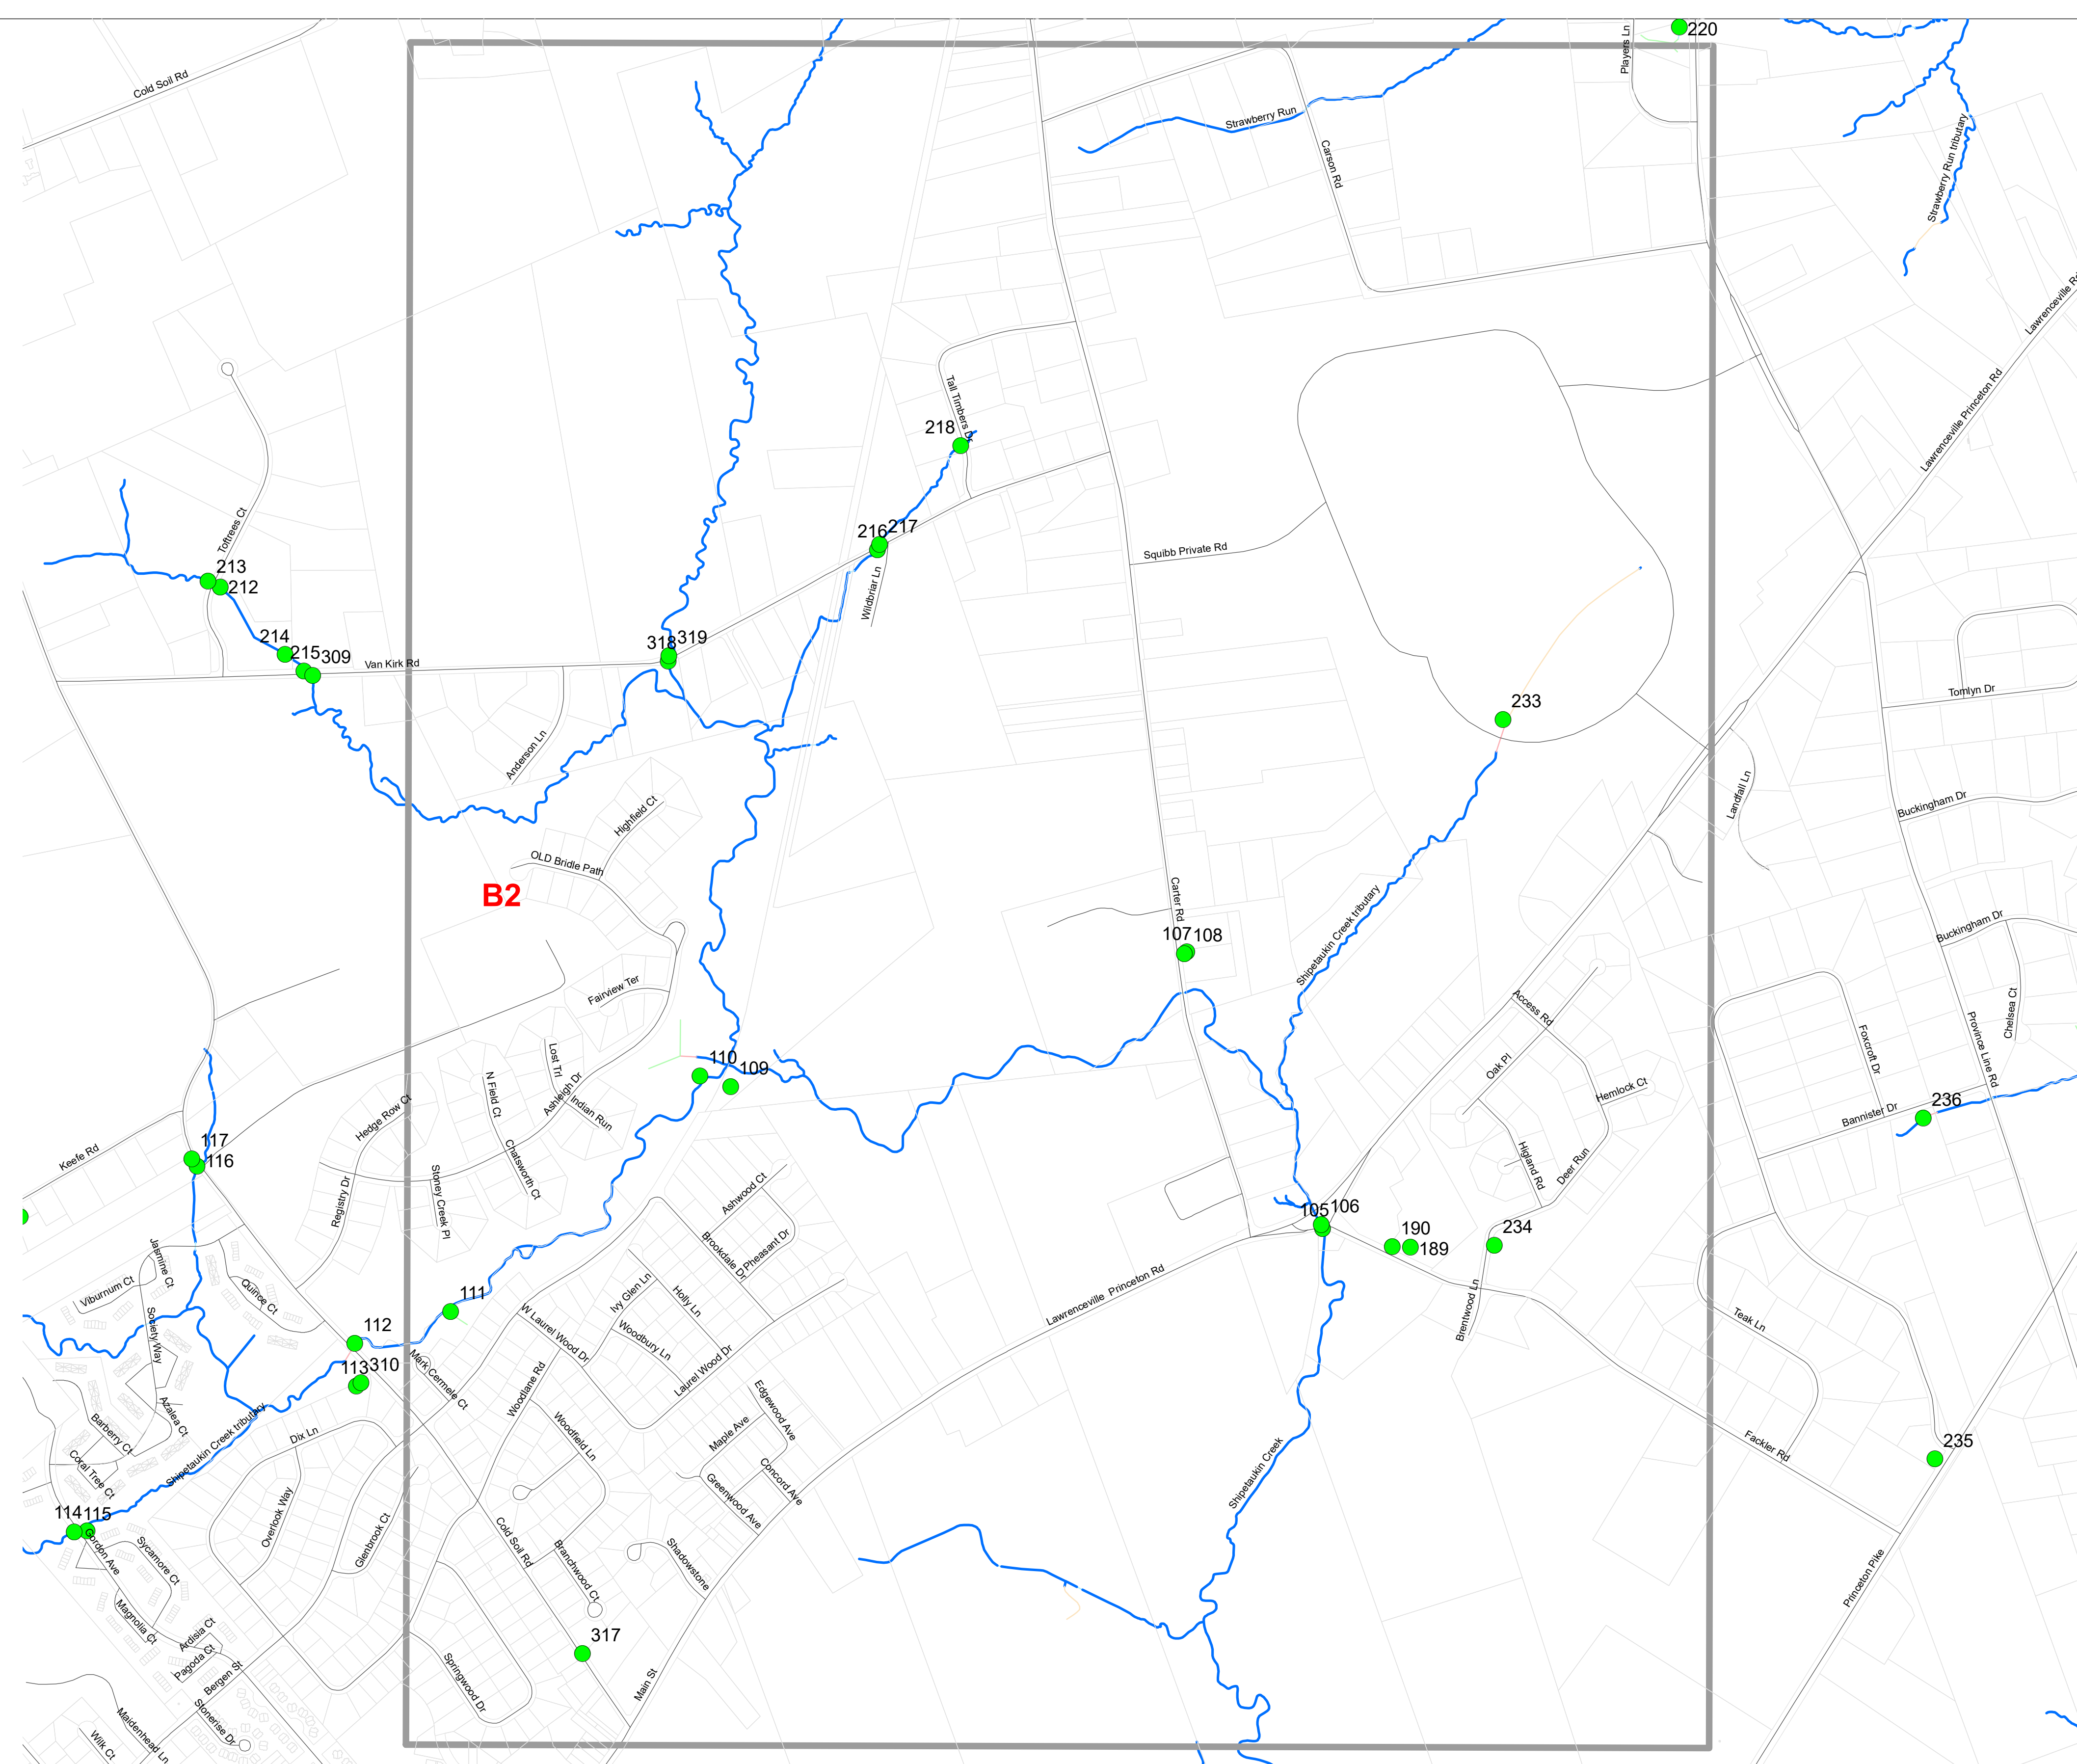 220
Players Ln
Cold Soil Rd
Strawberry Run
Carson Rd
Strawberry Run tributary
Lawrenceville Rd
Lawrenceville Princeton Rd
Tall Timbers Dr
218
216
217
Wildbriar Ln
Squibb Private Rd
Toftrees Ct
213
212
214
215
309
Van Kirk Rd
318
319
Tomlyn Dr
233
Anderson Ln
Landfall Ln
Highfield Ct
Buckingham Dr
OLD Bridle Path
B2
Carter Rd
107
108
Shipetaukin Creek tributary
Buckingham Dr
Fairview Ter
Access Rd
Chelsea Ct
Province Line Rd
Foxcroft Dr
Lost Trl
110
109
N Field Ct
Ashleigh Dr
Indian Run
Oak Pl
Hemlock Ct
236
Bannister Dr
Hedge Row Ct
117
116
Keefe Rd
Chatsworth Ct
Stoney Creek Pl
Registry Dr
Higland Rd
Deer Run
Ashwood Ct
Brookdale Dr
Pheasant Dr
105
106
190
189
234
Jasmine Ct
Viburnum Ct
Quince Ct
Society Way
111
Ivy Glen Ln
Holly Ln
W Laurel Wood Dr
Woodbury Ln
Laurel Wood Dr
Lawrenceville Princeton Rd
Brentwood Ln
Teak Ln
112
113
310
Mark Cermele Ct
Woodlane Rd
Edgewood Ave
Maple Ave
Azalea Ct
Barberry Ct
Coral Tree Ct
Shipetaukin Creek tributary
Dix Ln
Woodfield Ln
Greenwood Ave
Concord Ave
Shipetaukin Creek
Fackler Rd
235
114
115
Gordon Ave
Sycamore Ct
Overlook Way
Glenbrook Ct
Cold Soil Rd
Branchwood Ct
Shadowstone
Princeton Pike
Magnolia Ct
Ardisia Ct
Pagoda Ct
Bergen St
317
Springwood Dr
Main St
Stonerise Dr
Maidenhead Ln
Wilk Ct